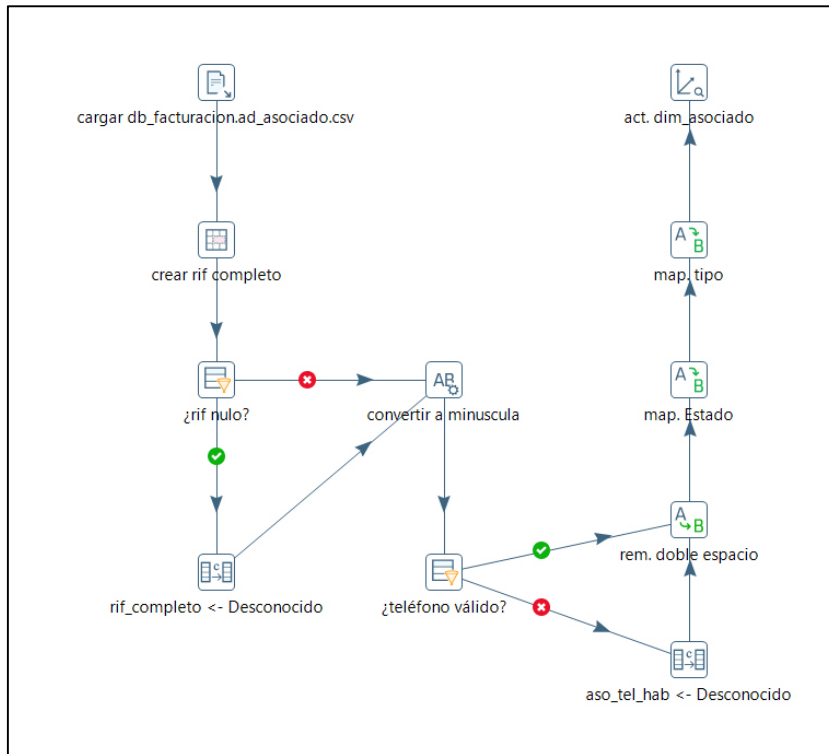 cargar db_facturacion.ad_asociado.csv
act. dim_asociado
crear rif completo
map. tipo
¿rif nulo?
AB
convertir a minuscula
A
B
map. Estado
A
B
c
rif_completo <- Desconocido
¿teléfono válido?
A
B
rem. doble espacio
c
aso_tel_hab <- Desconocido